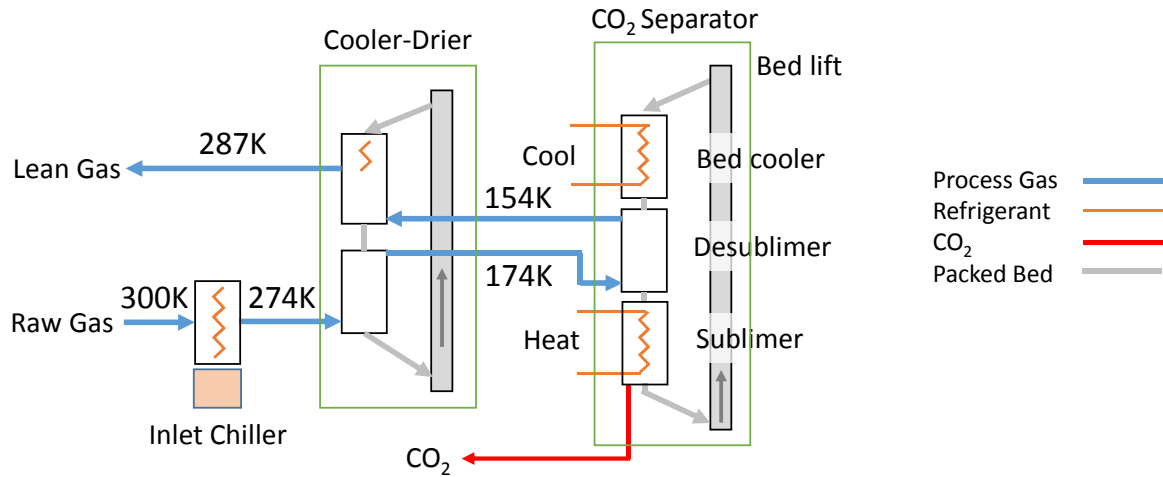 CO₂ Separator
Cooler-Drier
Bed lift
287K
Lean Gas
Cool
Bed cooler
Process Gas
154K
Refrigerant
Desublimer
CO₂
174K
Packed Bed
300K
274K
Raw Gas
Heat
Sublimer
Inlet Chiller
CO₂